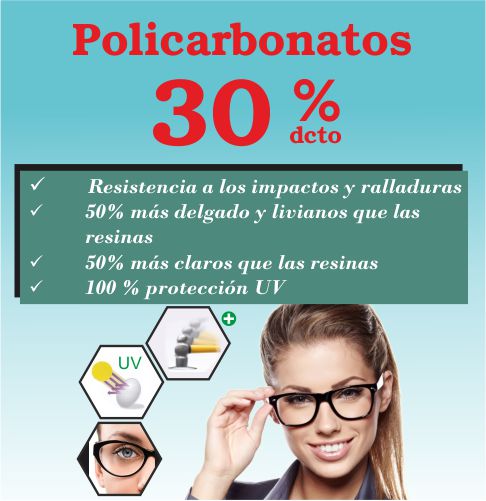 Policarbonatos
30 %
dcto
✓ Resistencia a los impactos y ralladuras
✓ 50% más delgado y livianos que las
resinas
✓ 50% más claros que las resinas
✓ 100 % protección UV
UV